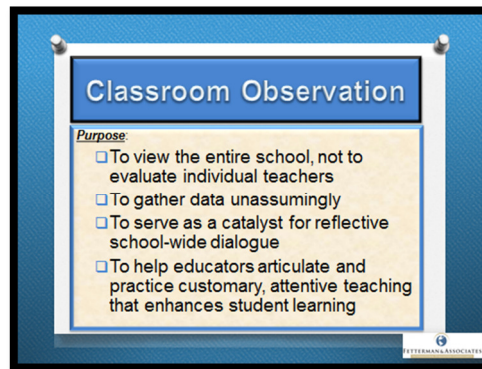 Classroom Observation
Purpose:
To view the entire school, not to
evaluate individual teachers
To gather data unassumingly
To serve as a catalyst for reflective
school-wide dialogue
To help educators articulate and
practice customary, attentive teaching
that enhances student learning
FETTERMAN & ASSOCIATES